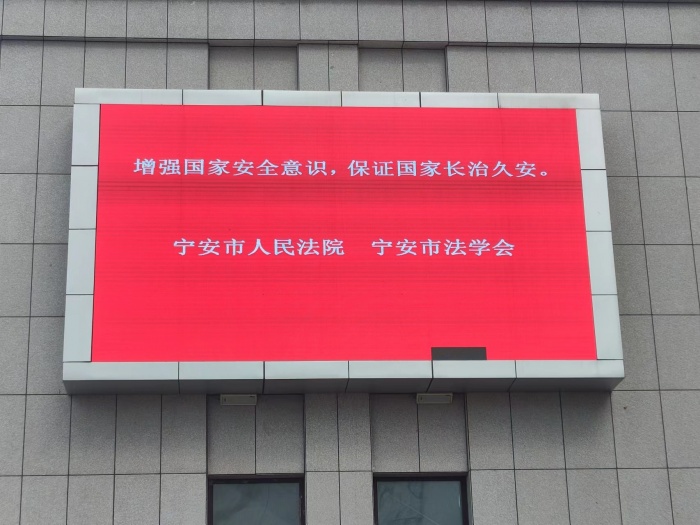 增强国家安全意识，保证国家长治久安。
宁安市人民法院 宁安市法学会